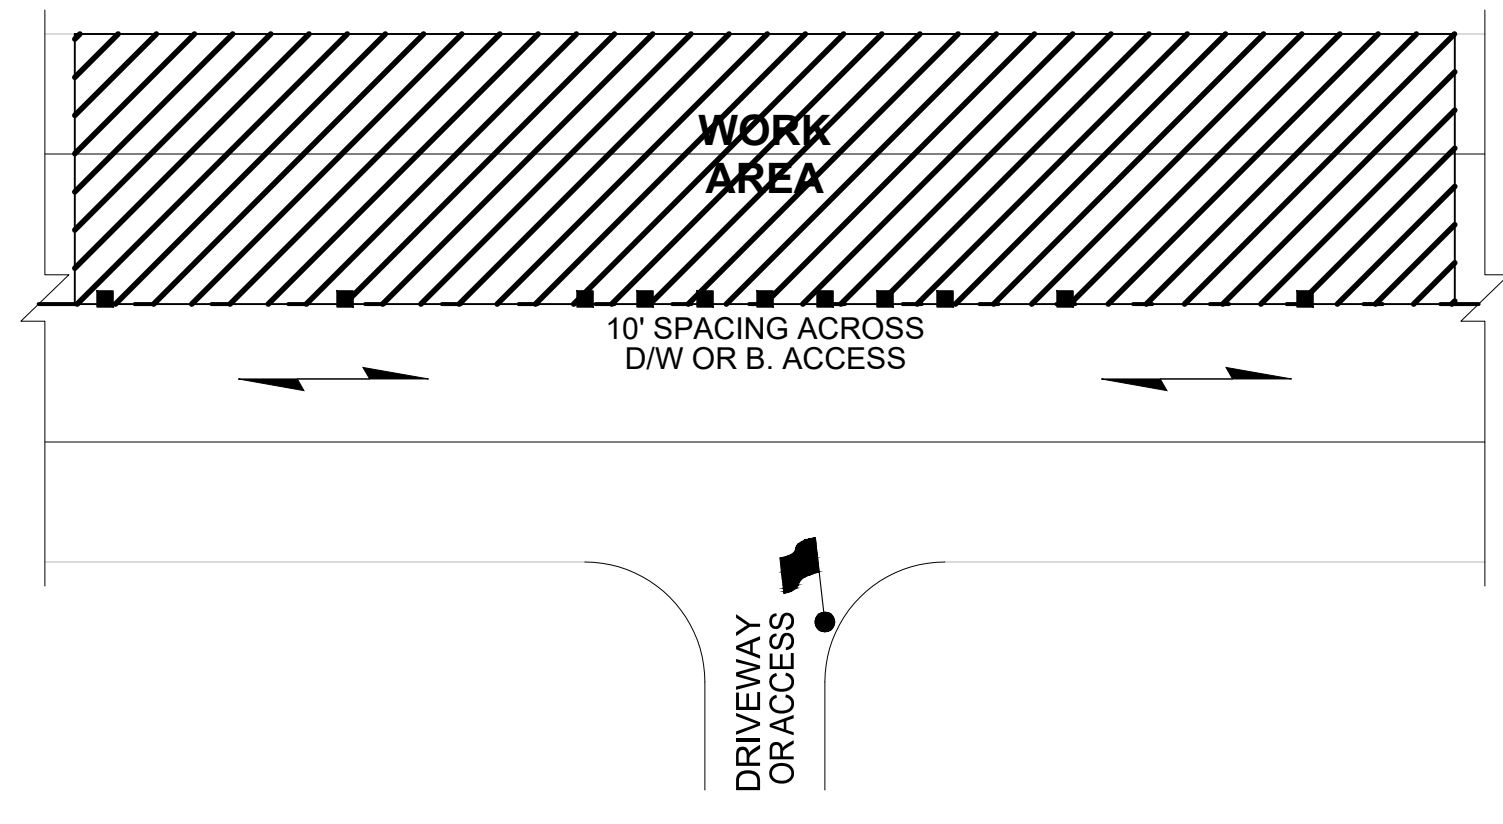 WORK
AREA
10' SPACING ACROSS
D/W OR B. ACCESS
DRIVEWAY
OR ACCESS